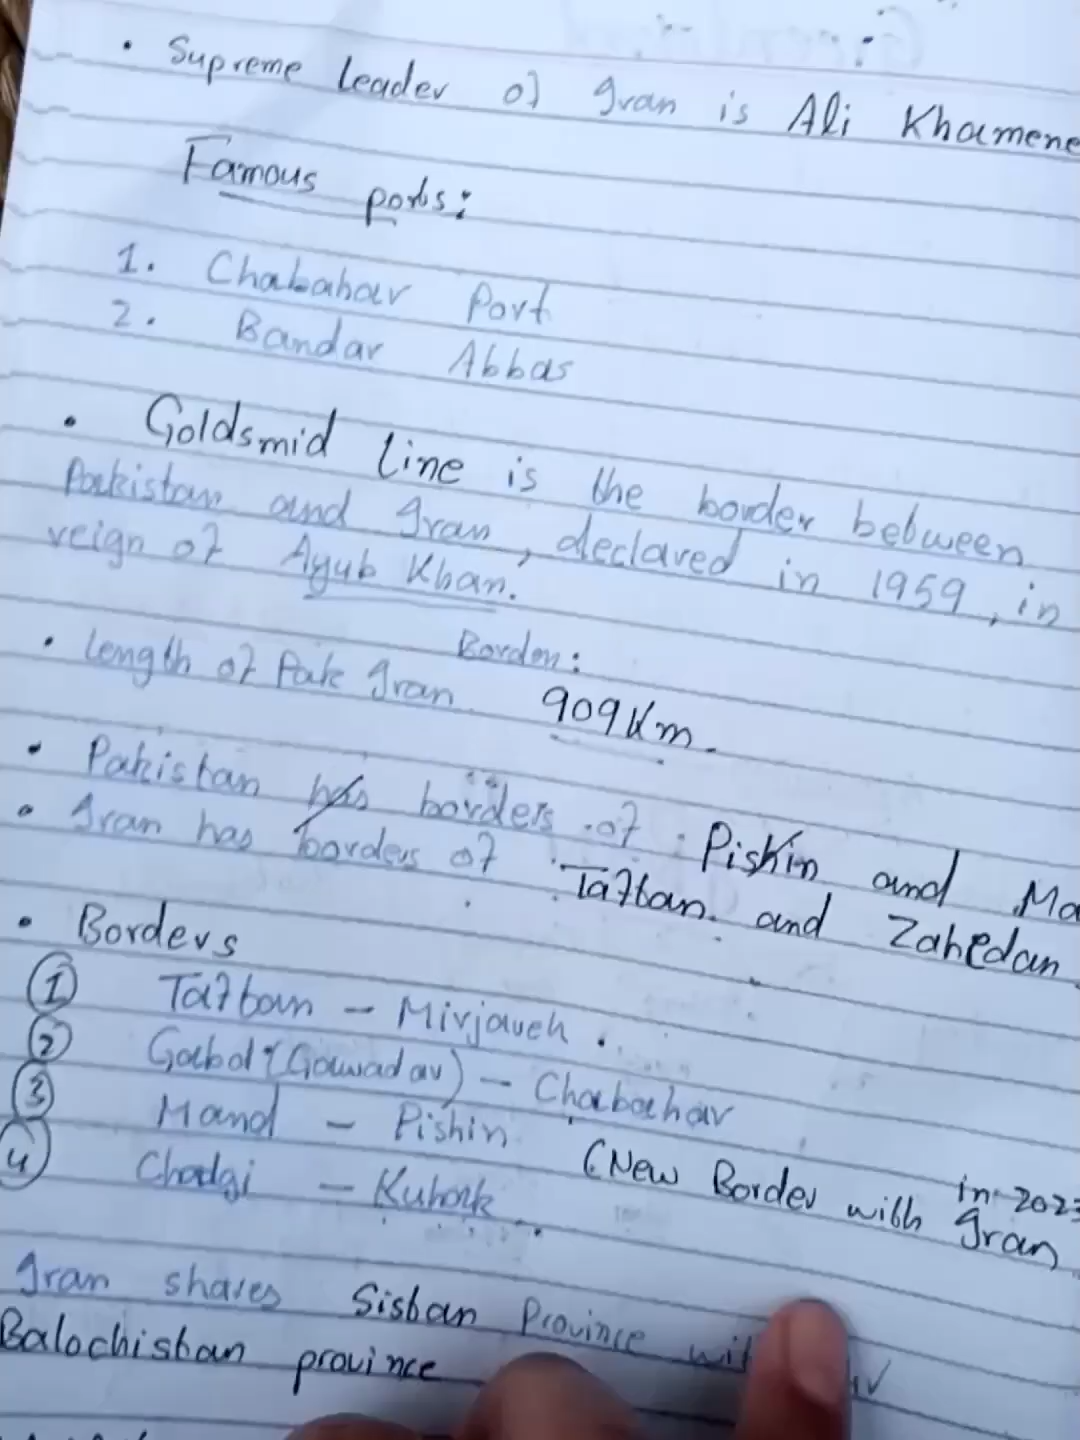 • Supreme leader of Iran is Ali Khamene
Famous ports:
1. Chabahar Port
2. Bandar Abbas
• Goldsmid line is the border between
Pakistan and Iran, declared in 1959, in
reign of Ayub Khan.
• length of Pak Iran Border: 909 Km.
• Pakistan has borders of Piskin and Ma
• Iran has borders of Taftan and Zahedan
• Borders
① Taftan - Mirjaveh.
② Gabd (Gawadar) - Chabahar
③ Mand - Pishin (New Border with Iran in 2023
④ Chadgi - Kuhak
Iran shares Sistan Province with
Balochistan province